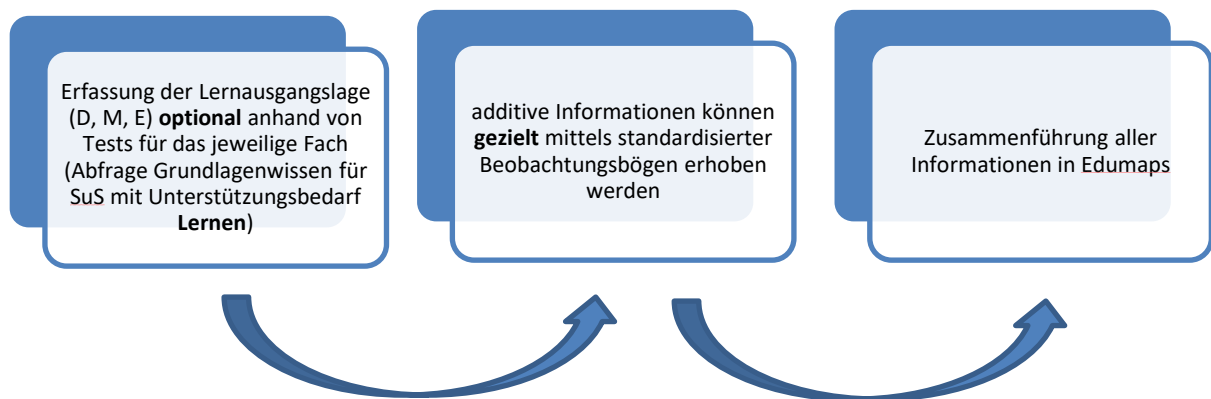 Erfassung der Lernausgangslage
(D, M, E) optional anhand von
Tests für das jeweilige Fach
(Abfrage Grundlagenwissen für
SuS mit Unterstützungsbedarf
Lernen)
additive Informationen können
gezielt mittels standardisierter
Beobachtungsbögen erhoben
werden
Zusammenführung aller
Informationen in Edumaps